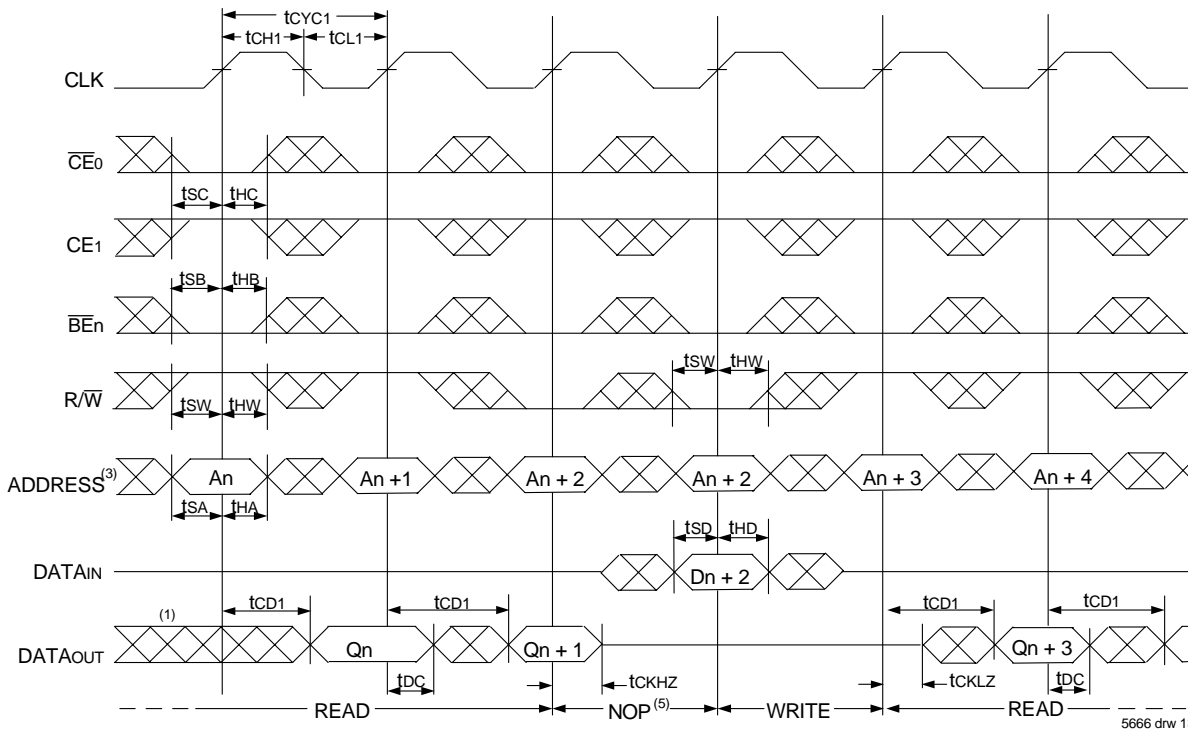 tCYC1
tCH1 tCL1
CLK
CE0
tSC tHC
CE1
tSB tHB
BEn
tSW tHW
R/W
tSW tHW
ADDRESS(3) An An +1 An + 2 An + 2 An + 3 An + 4
tSA tHA
tSD tHD
DATAIN Dn + 2
(1) tCD1 tCD1 tCD1 tCD1
DATAOUT Qn Qn + 1 Qn + 3
tDC tCKHZ tCKLZ tDC
READ NOP(5) WRITE READ
5666 drw 1